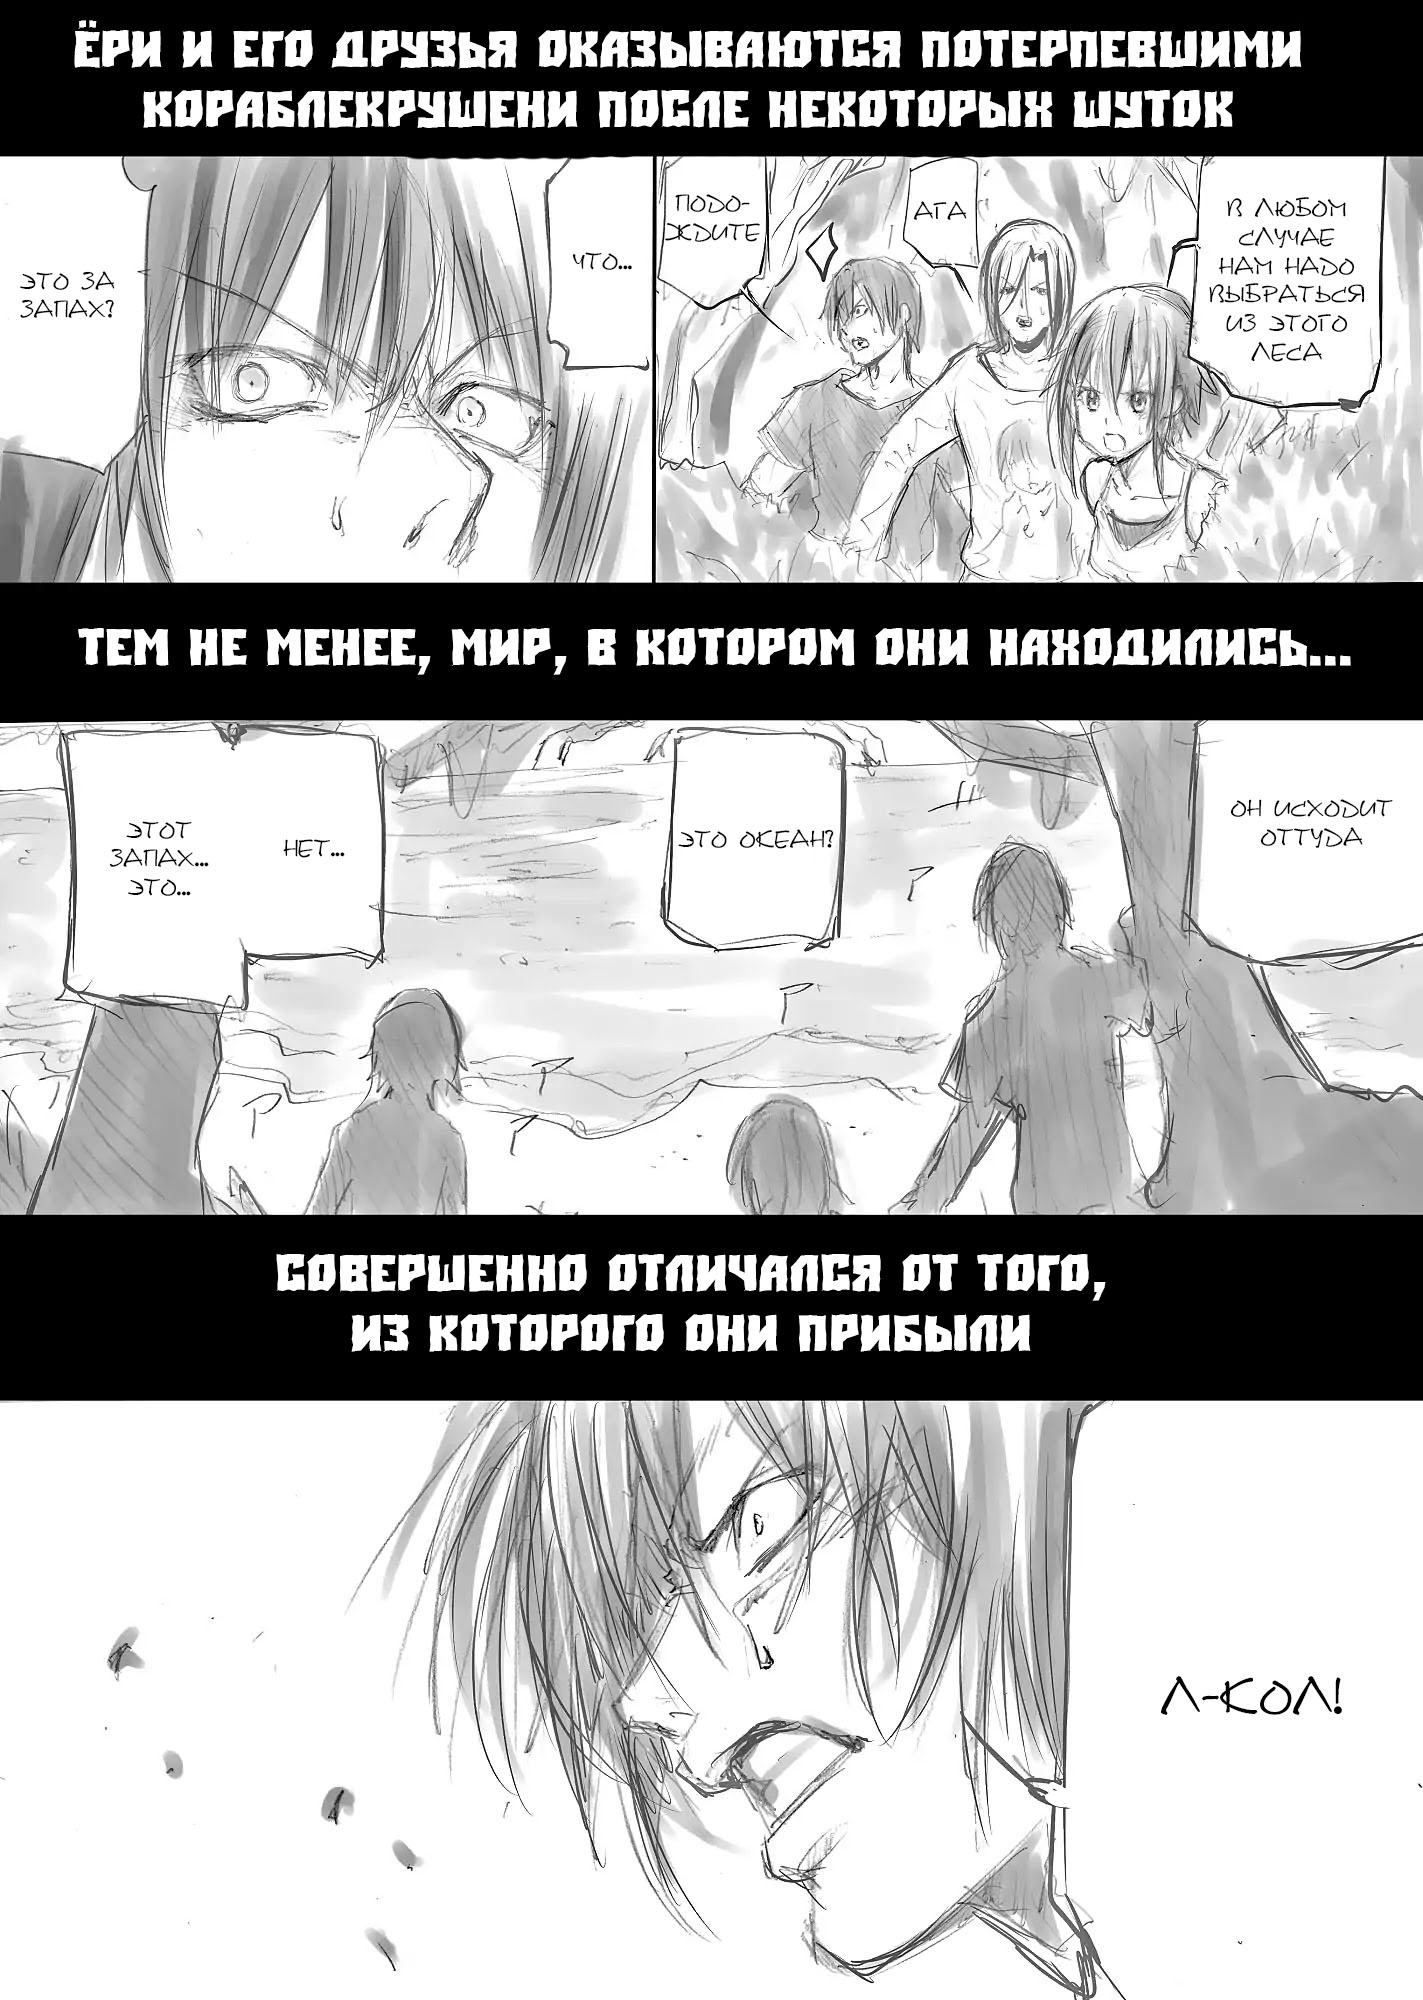 ЁРИ И ЕГО ДРУЗЬЯ ОКАЗЫВАЮТСЯ ПОТЕРПЕВШИМИ
КОРАБЛЕКРУШЕНИ ПОСЛЕ НЕКОТОРЫХ ШУТОК
В ЛЮБОМ
СЛУЧАЕ
НАМ НАДО
ВЫБРАТЬСЯ
ИЗ ЭТОГО
ЛЕСА
АГА
ПОДО-
ЖДИТЕ
ЧТО...
ЭТО ЗА
ЗАПАХ?
ТЕМ НЕ МЕНЕЕ, МИР, В КОТОРОМ ОНИ НАХОДИЛИСЬ...
ОН ИСХОДИТ
ОТТУДА
ЭТО ОКЕАН?
НЕТ...
ЭТОТ
ЗАПАХ...
ЭТО...
СОВЕРШЕННО ОТЛИЧАЛСЯ ОТ ТОГО,
ИЗ КОТОРОГО ОНИ ПРИБЫЛИ
Л-КОЛ!